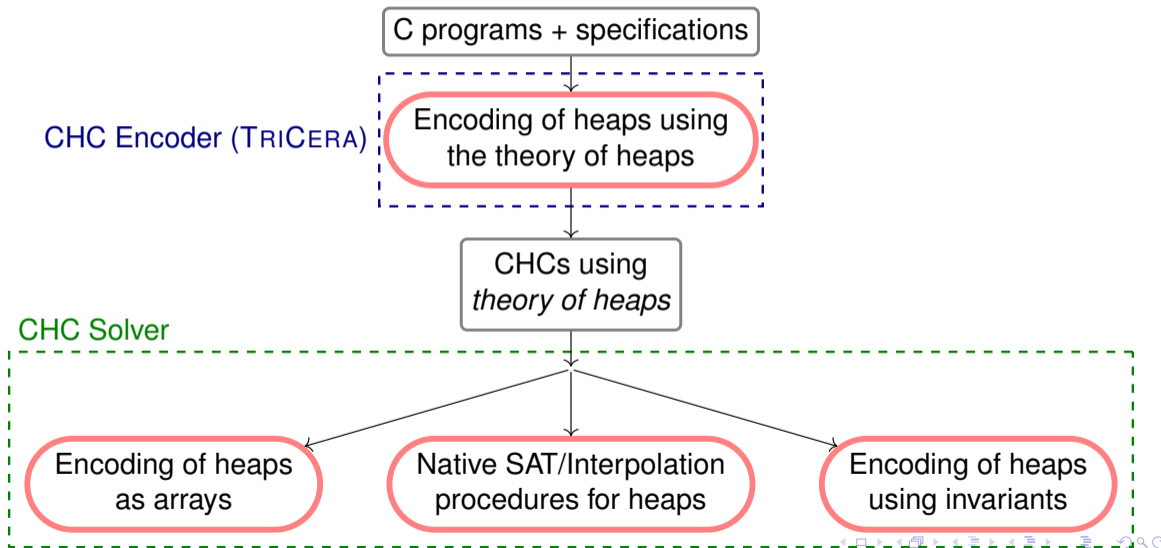 C programs + specifications
CHC Encoder (TRICERA)
Encoding of heaps using
the theory of heaps
CHCs using
theory of heaps
CHC Solver
Encoding of heaps
as arrays
Native SAT/Interpolation
procedures for heaps
Encoding of heaps
using invariants